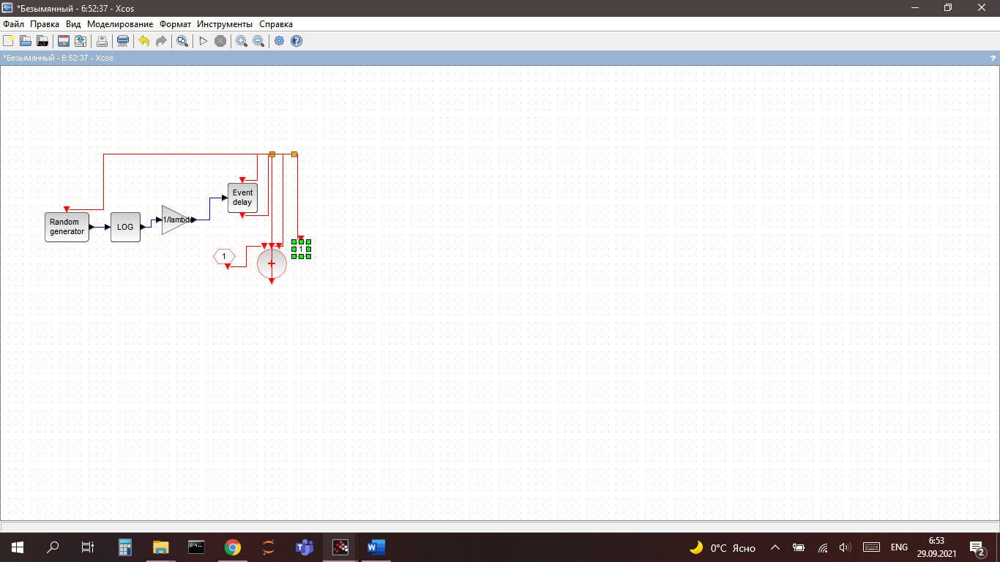 *Безымянный - 6:52:37 - Xcos
Файл Правка Вид Моделирование Формат Инструменты Справка
*Безымянный - 6:52:37 - Xcos
?
Event
delay
Random
generator
LOG
1/lambda
1
1
+
0°C Ясно
ENG
6:53
29.09.2021
2